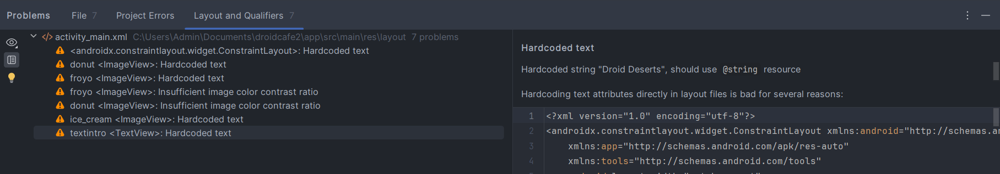 Problems File 7 Project Errors Layout and Qualifiers 7
</> activity_main.xml C:\Users\Admin\Documents\droidcafe2\app\src\main\res\layout 7 problems
<androidx.constraintlayout.widget.ConstraintLayout>: Hardcoded text
donut <ImageView>: Hardcoded text
froyo <ImageView>: Hardcoded text
froyo <ImageView>: Insufficient image color contrast ratio
donut <ImageView>: Insufficient image color contrast ratio
ice_cream <ImageView>: Hardcoded text
textintro <TextView>: Hardcoded text
Hardcoded text
Hardcoded string "Droid Deserts", should use @string resource
Hardcoding text attributes directly in layout files is bad for several reasons:
1 <?xml version="1.0" encoding="utf-8"?>
2 <androidx.constraintlayout.widget.ConstraintLayout xmlns:android="http://schemas.an
3 xmlns:app="http://schemas.android.com/apk/res-auto"
4 xmlns:tools="http://schemas.android.com/tools"